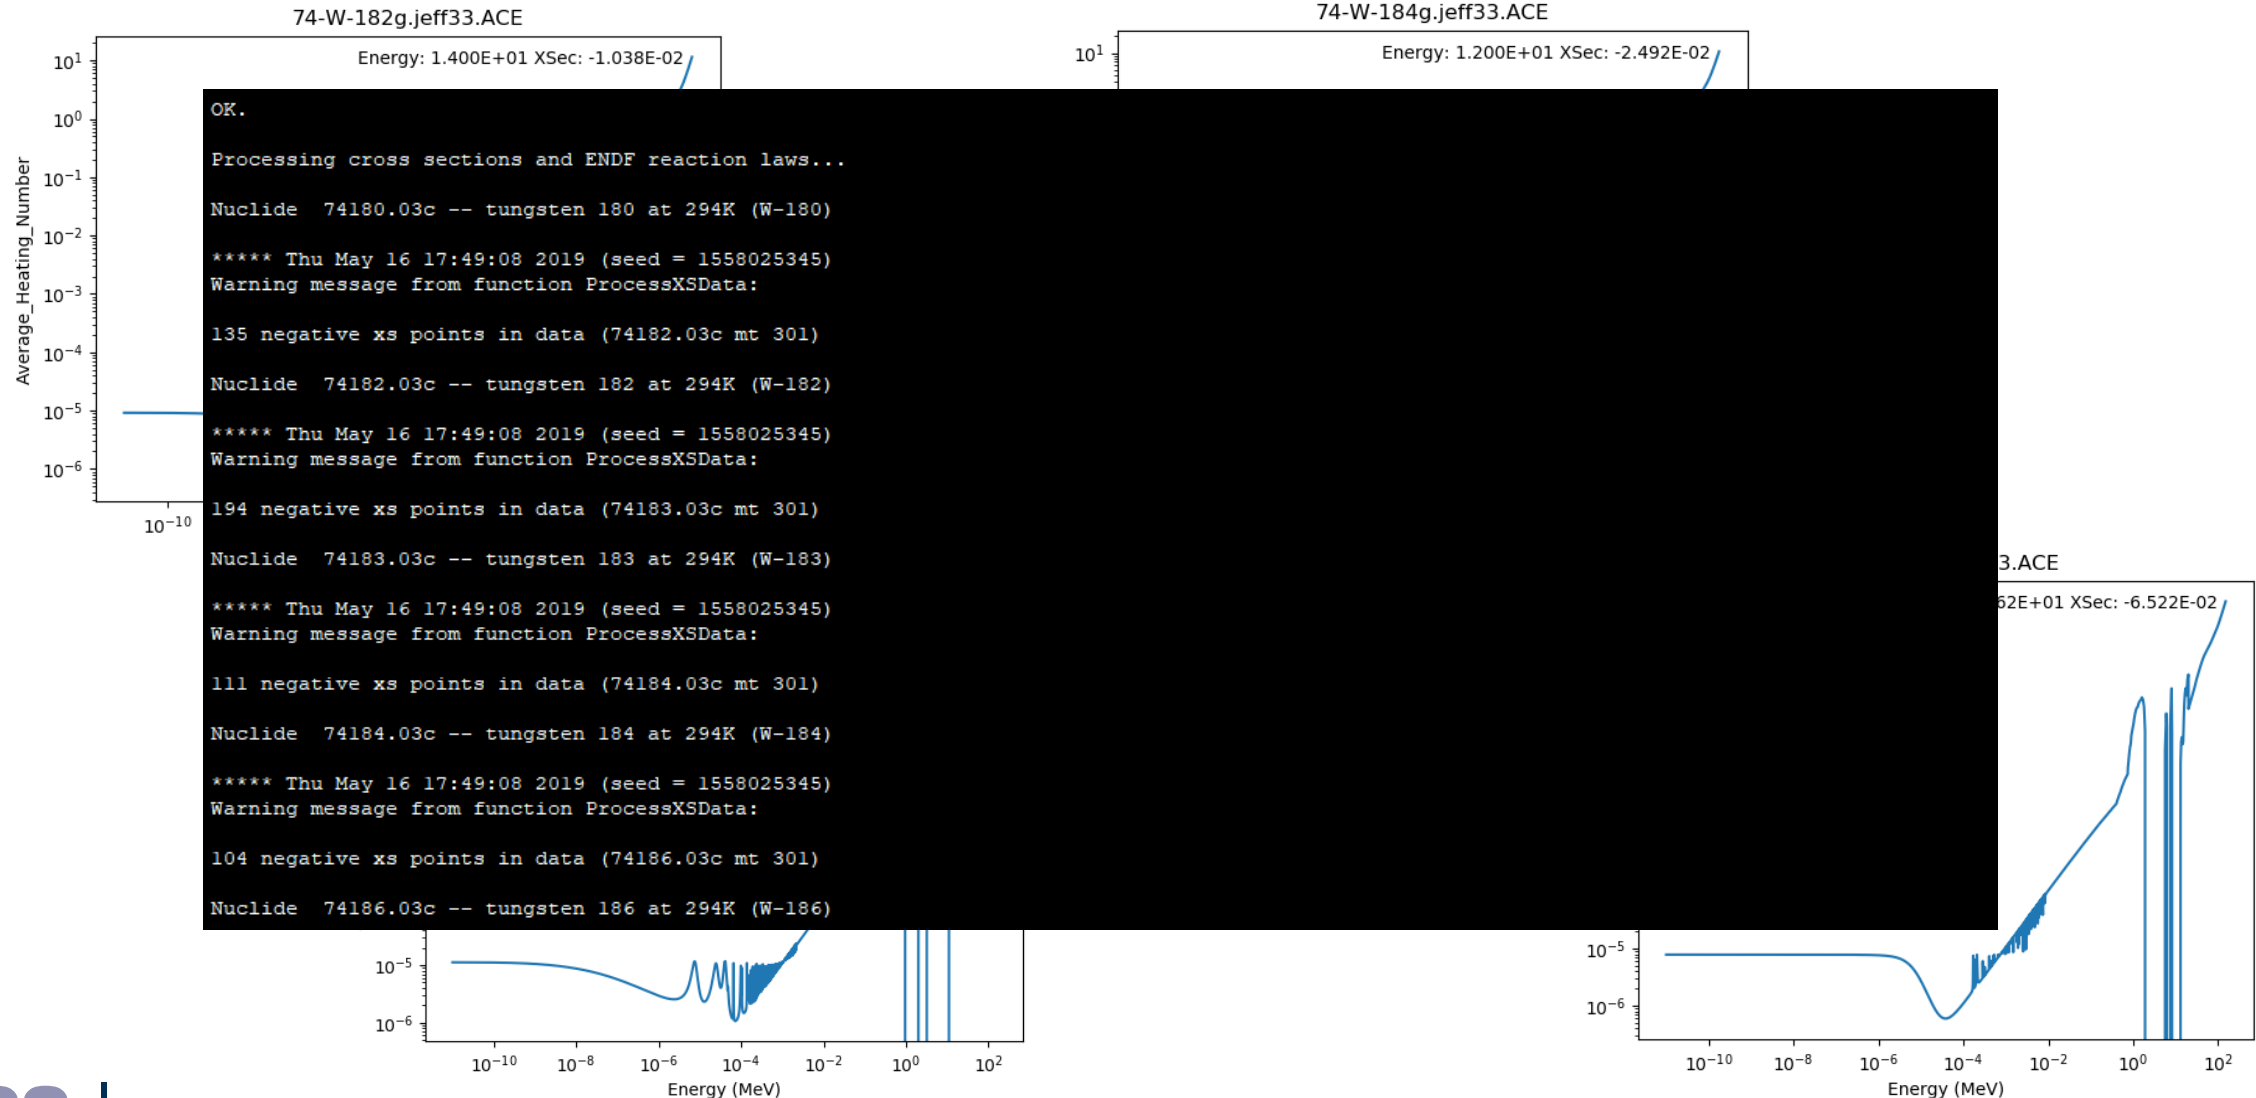 74-W-182g.jeff33.ACE
Energy: 1.400E+01 XSec: -1.038E-02
10¹
10⁰
10⁻¹
10⁻²
10⁻³
10⁻⁴
10⁻⁵
10⁻⁶
Average_Heating_Number
10⁻¹⁰
74-W-184g.jeff33.ACE
Energy: 1.200E+01 XSec: -2.492E-02
10¹
OK.
Processing cross sections and ENDF reaction laws...
Nuclide  74180.03c -- tungsten 180 at 294K (W-180)
***** Thu May 16 17:49:08 2019 (seed = 1558025345)
Warning message from function ProcessXSData:
135 negative xs points in data (74182.03c mt 301)
Nuclide  74182.03c -- tungsten 182 at 294K (W-182)
***** Thu May 16 17:49:08 2019 (seed = 1558025345)
Warning message from function ProcessXSData:
194 negative xs points in data (74183.03c mt 301)
Nuclide  74183.03c -- tungsten 183 at 294K (W-183)
***** Thu May 16 17:49:08 2019 (seed = 1558025345)
Warning message from function ProcessXSData:
111 negative xs points in data (74184.03c mt 301)
Nuclide  74184.03c -- tungsten 184 at 294K (W-184)
***** Thu May 16 17:49:08 2019 (seed = 1558025345)
Warning message from function ProcessXSData:
104 negative xs points in data (74186.03c mt 301)
Nuclide  74186.03c -- tungsten 186 at 294K (W-186)
3.ACE
62E+01 XSec: -6.522E-02
10⁻⁵
10⁻⁶
10⁻¹⁰ 10⁻⁸ 10⁻⁶ 10⁻⁴ 10⁻² 10⁰ 10²
Energy (MeV)
10⁻⁵
10⁻⁶
10⁻¹⁰ 10⁻⁸ 10⁻⁶ 10⁻⁴ 10⁻² 10⁰ 10²
Energy (MeV)